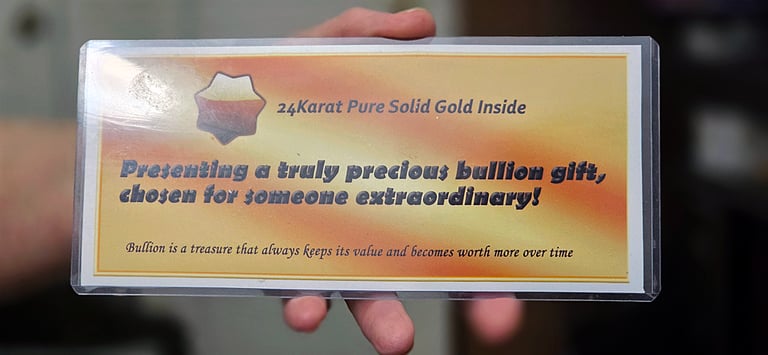 24Karat Pure Solid Gold Inside
Presenting a truly precious bullion gift,
chosen for someone extraordinary!
Bullion is a treasure that always keeps its value and becomes worth more over time